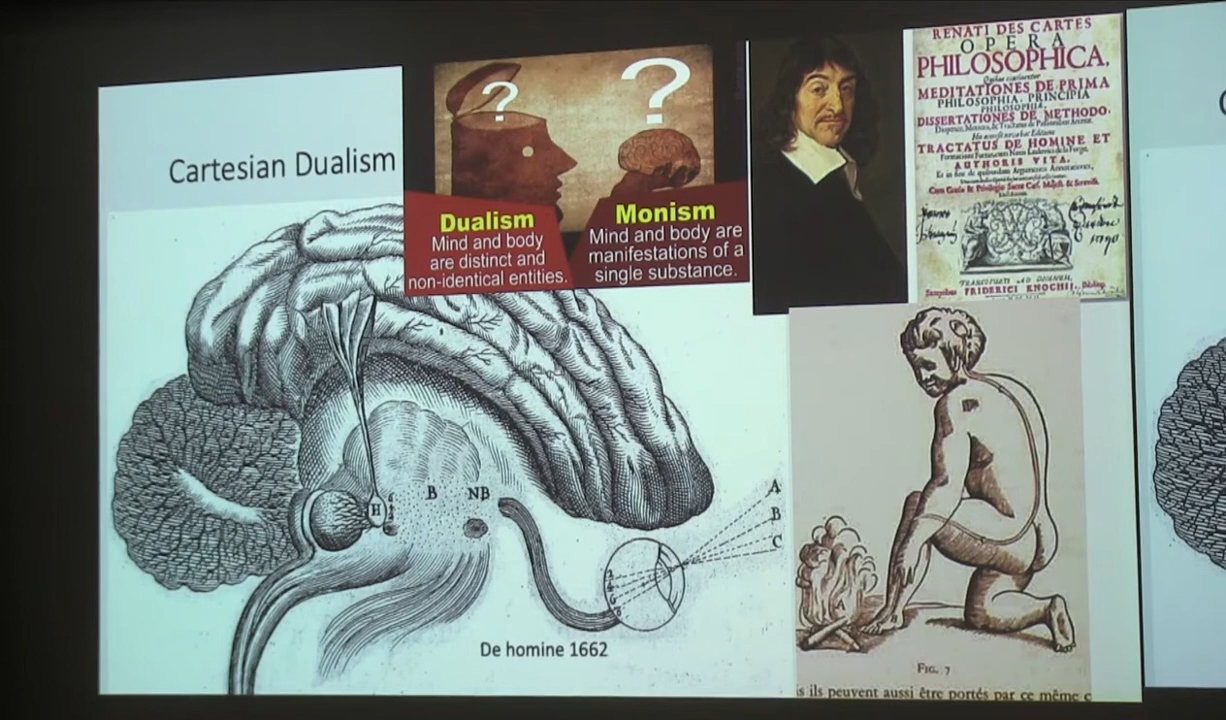 Cartesian Dualism
?
?
Dualism
Mind and body
are distinct and
non-identical entities.
Monism
Mind and body are
manifestations of a
single substance.
RENATI DES CARTES
OPERA
PHILOSOPHICA,
MEDITATIONES DE PRIMA
PHILOSOPHIA, PRINCIPIA
PHILOSOPHIÆ,
DISSERTATIONES DE METHODO,
TRACTATUS DE HOMINE ET
AUTHORIS VITA.
FRIDERICI KNOCHIJ,
H
B
NB
A
B
C
De homine 1662
A
B
FIG. 7
s ils peuvent aussi être portés par ce même c